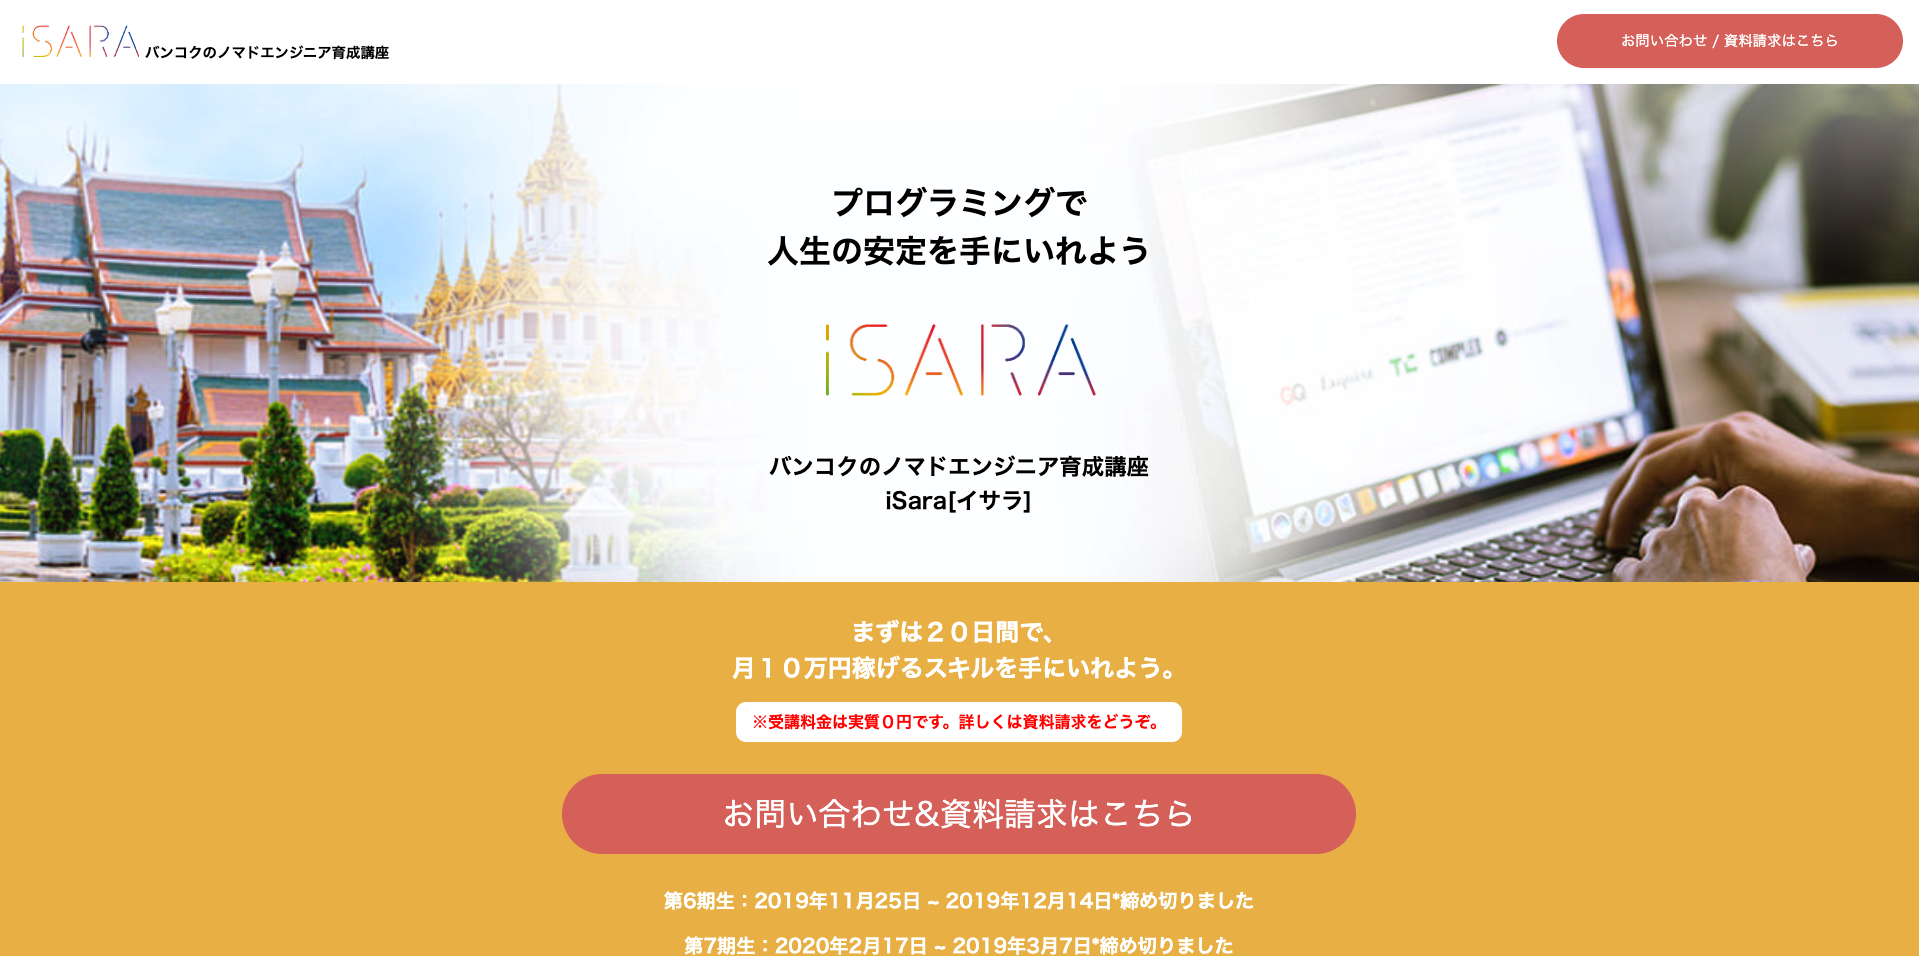 iSARA バンコクのノマドエンジニア育成講座
お問い合わせ / 資料請求はこちら
プログラミングで
人生の安定を手にいれよう
iSARA
バンコクのノマドエンジニア育成講座
iSara[イサラ]
GQ Esquire TC COMPLEX
まずは２０日間で、
月１０万円稼げるスキルを手にいれよう。
※受講料金は実質０円です。詳しくは資料請求をどうぞ。
お問い合わせ&資料請求はこちら
第6期生：2019年11月25日 ~ 2019年12月14日*締め切りました
第7期生：2020年2月17日 ~ 2019年3月7日*締め切りました